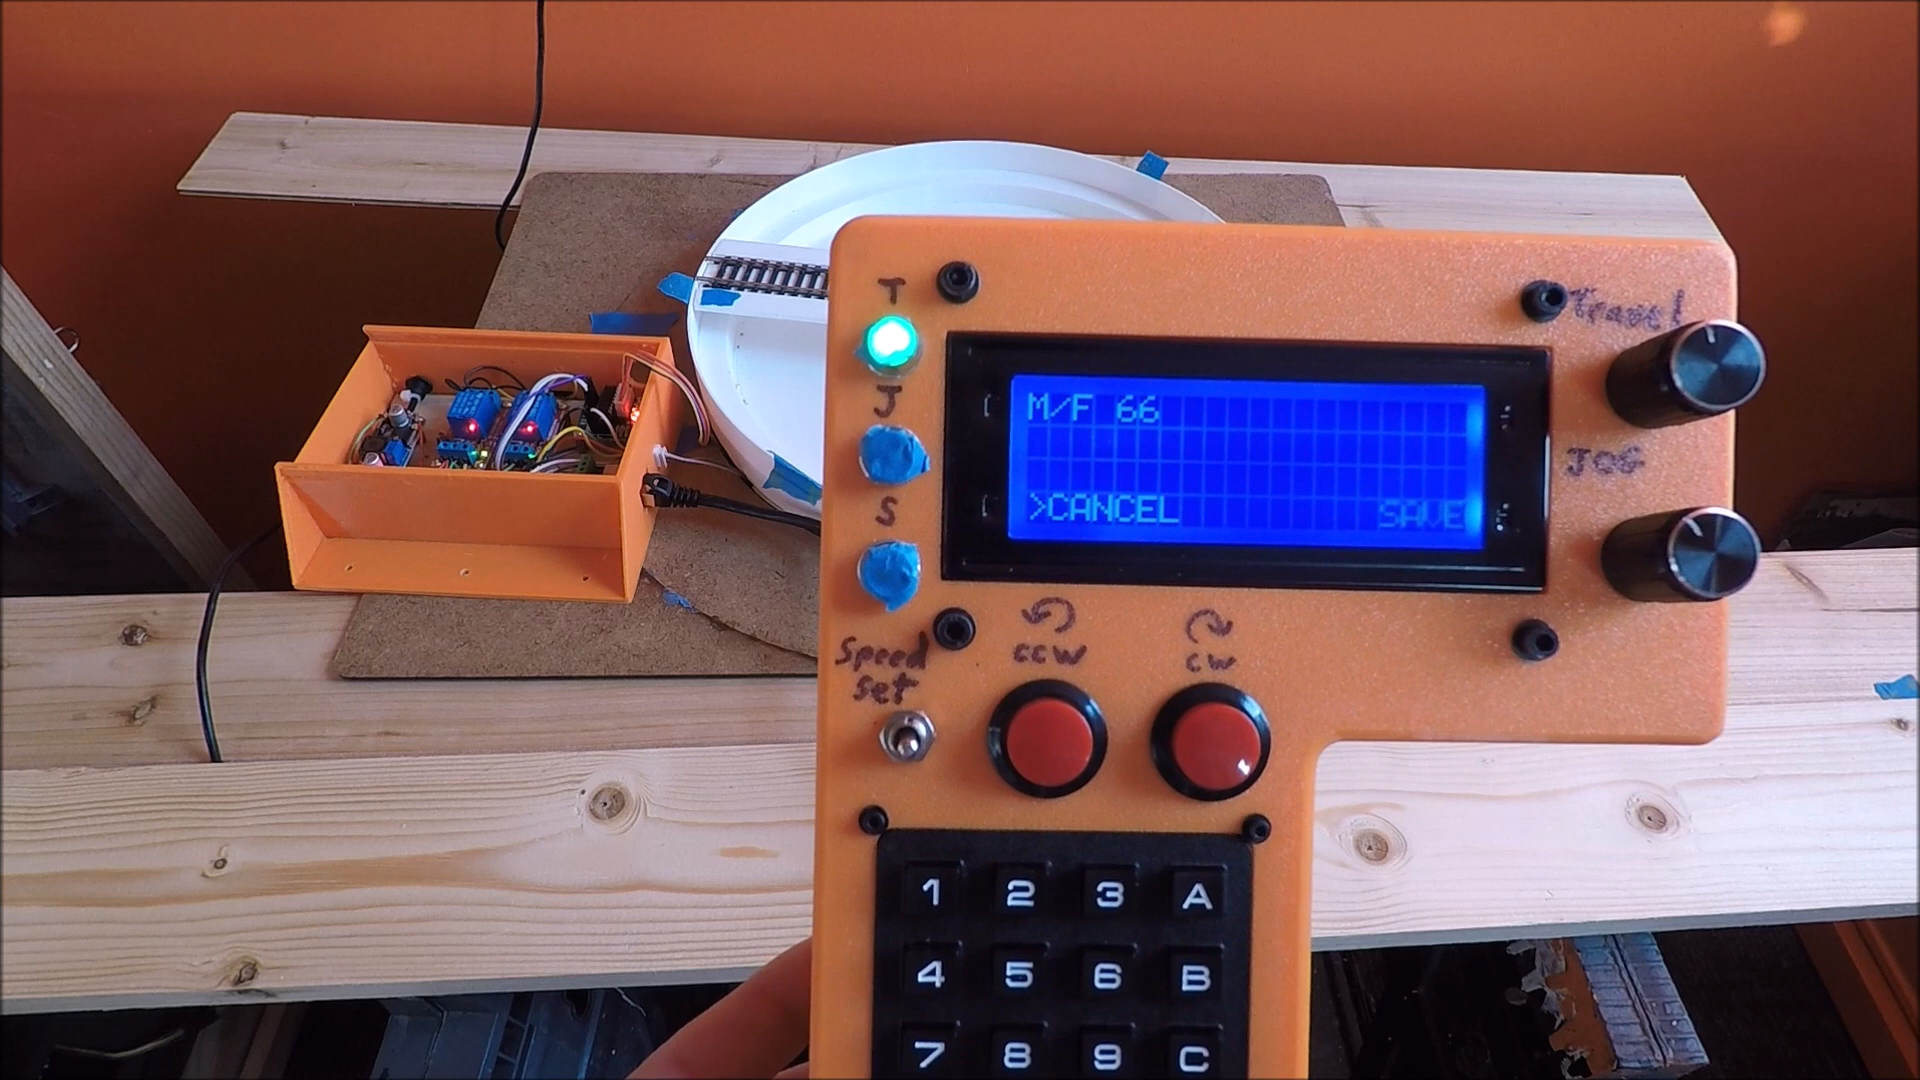 T
Travel
J
M/F 66
JOG
S
>CANCEL SAVE
Speed
Set
CCW
CW
1 2 3 A
4 5 6 B
7 8 9 C